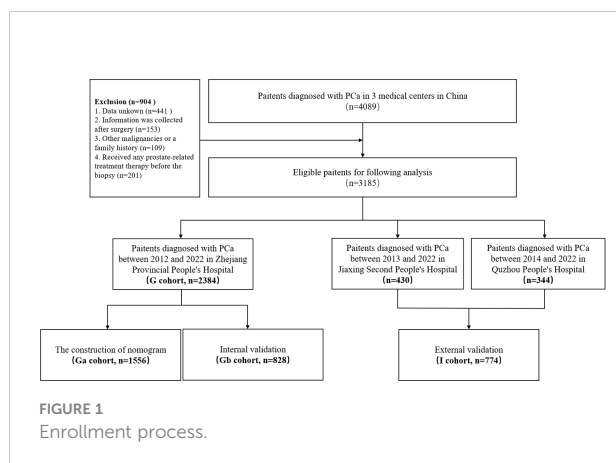 Paitents diagnosed with PCa in 3 medical centers in China
(n=4089)
Exclusion (n=904 )
1. Data unkown (n=441 )
2. Information was collected
after surgery (n=153)
3. Other malignancies or a
family history (n=109)
4. Received any prostate-related
treatment therapy before the
biopsy (n=201)
Eligible paitents for following analysis
(n=3185)
Paitents diagnosed with PCa
between 2012 and 2022 in Zhejiang
Provincial People's Hospital
(G cohort, n=2384)
Paitents diagnosed with PCa
between 2013 and 2022 in
Jiaxing Second People's Hospital
(n=430)
Paitents diagnosed with PCa
between 2014 and 2022 in
Quzhou People's Hospital
(n=344)
The construction of nomogram
(Ga cohort, n=1556)
Internal validation
(Gb cohort, n=828)
External validation
(I cohort, n=774)
FIGURE 1
Enrollment process.